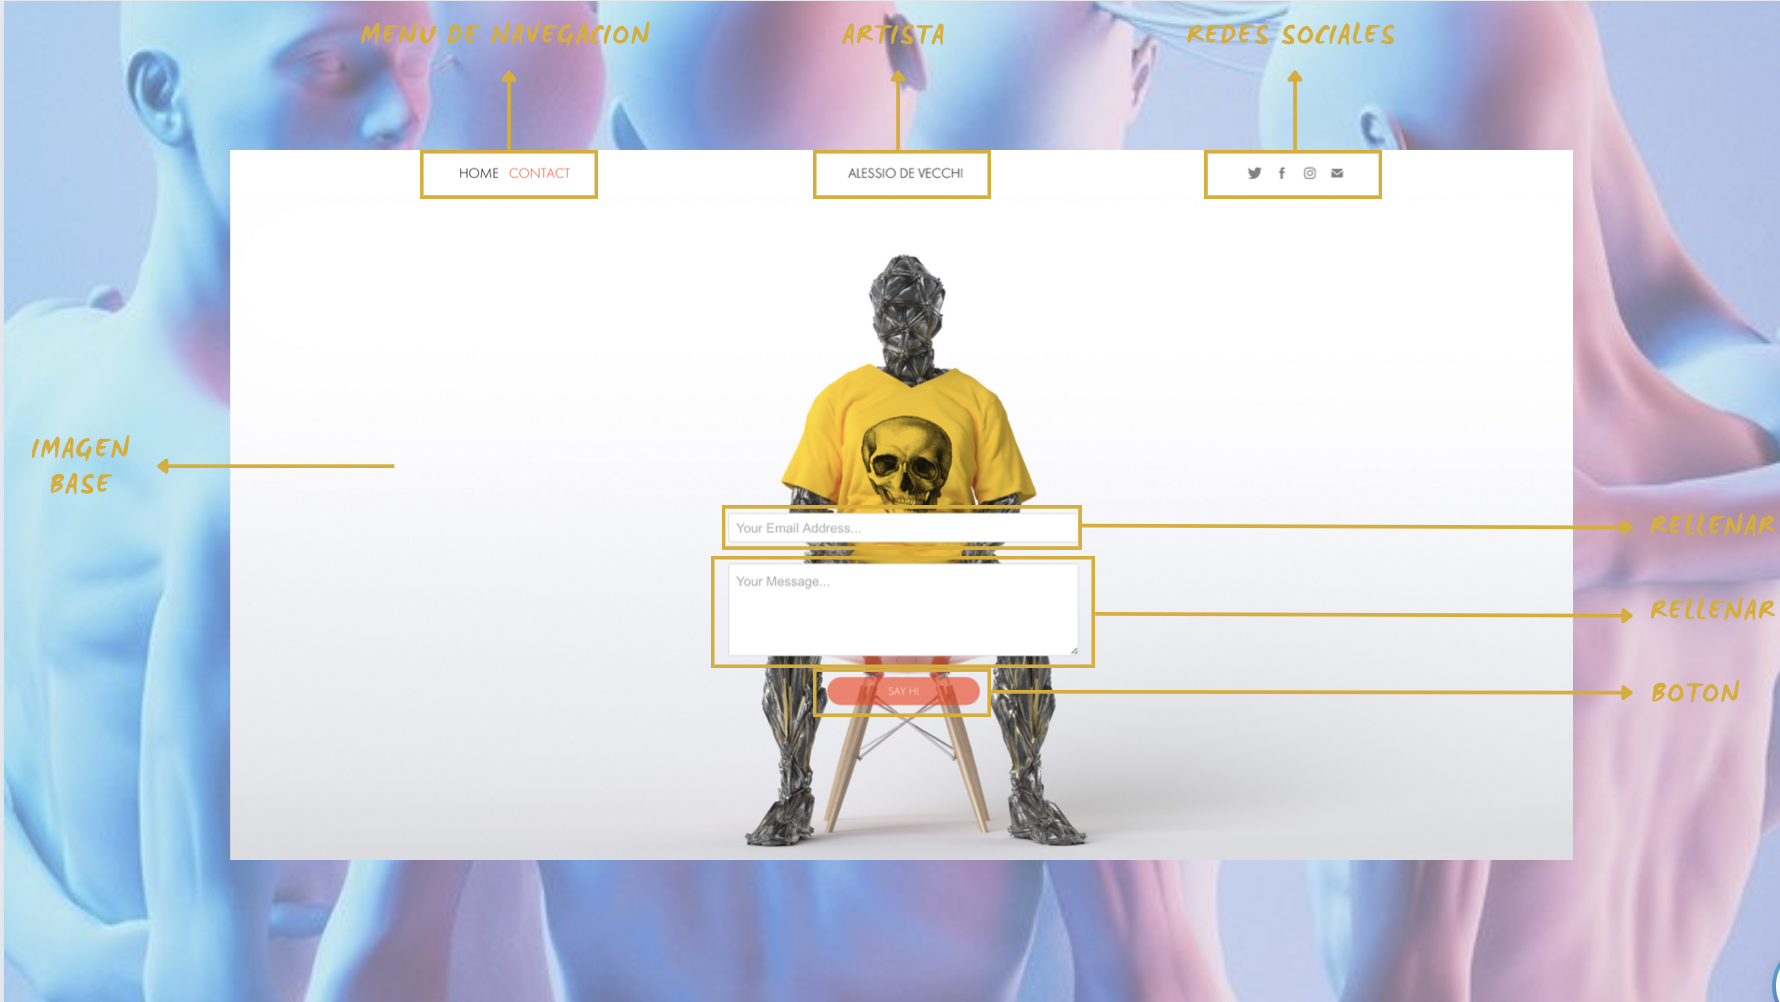 MENU DE NAVEGACION
ARTISTA
REDES SOCIALES
HOME CONTACT
ALESSIO DE VECCHI
IMAGEN
BASE
Your Email Address...
RELLENAR
Your Message...
RELLENAR
SAY HI
BOTON